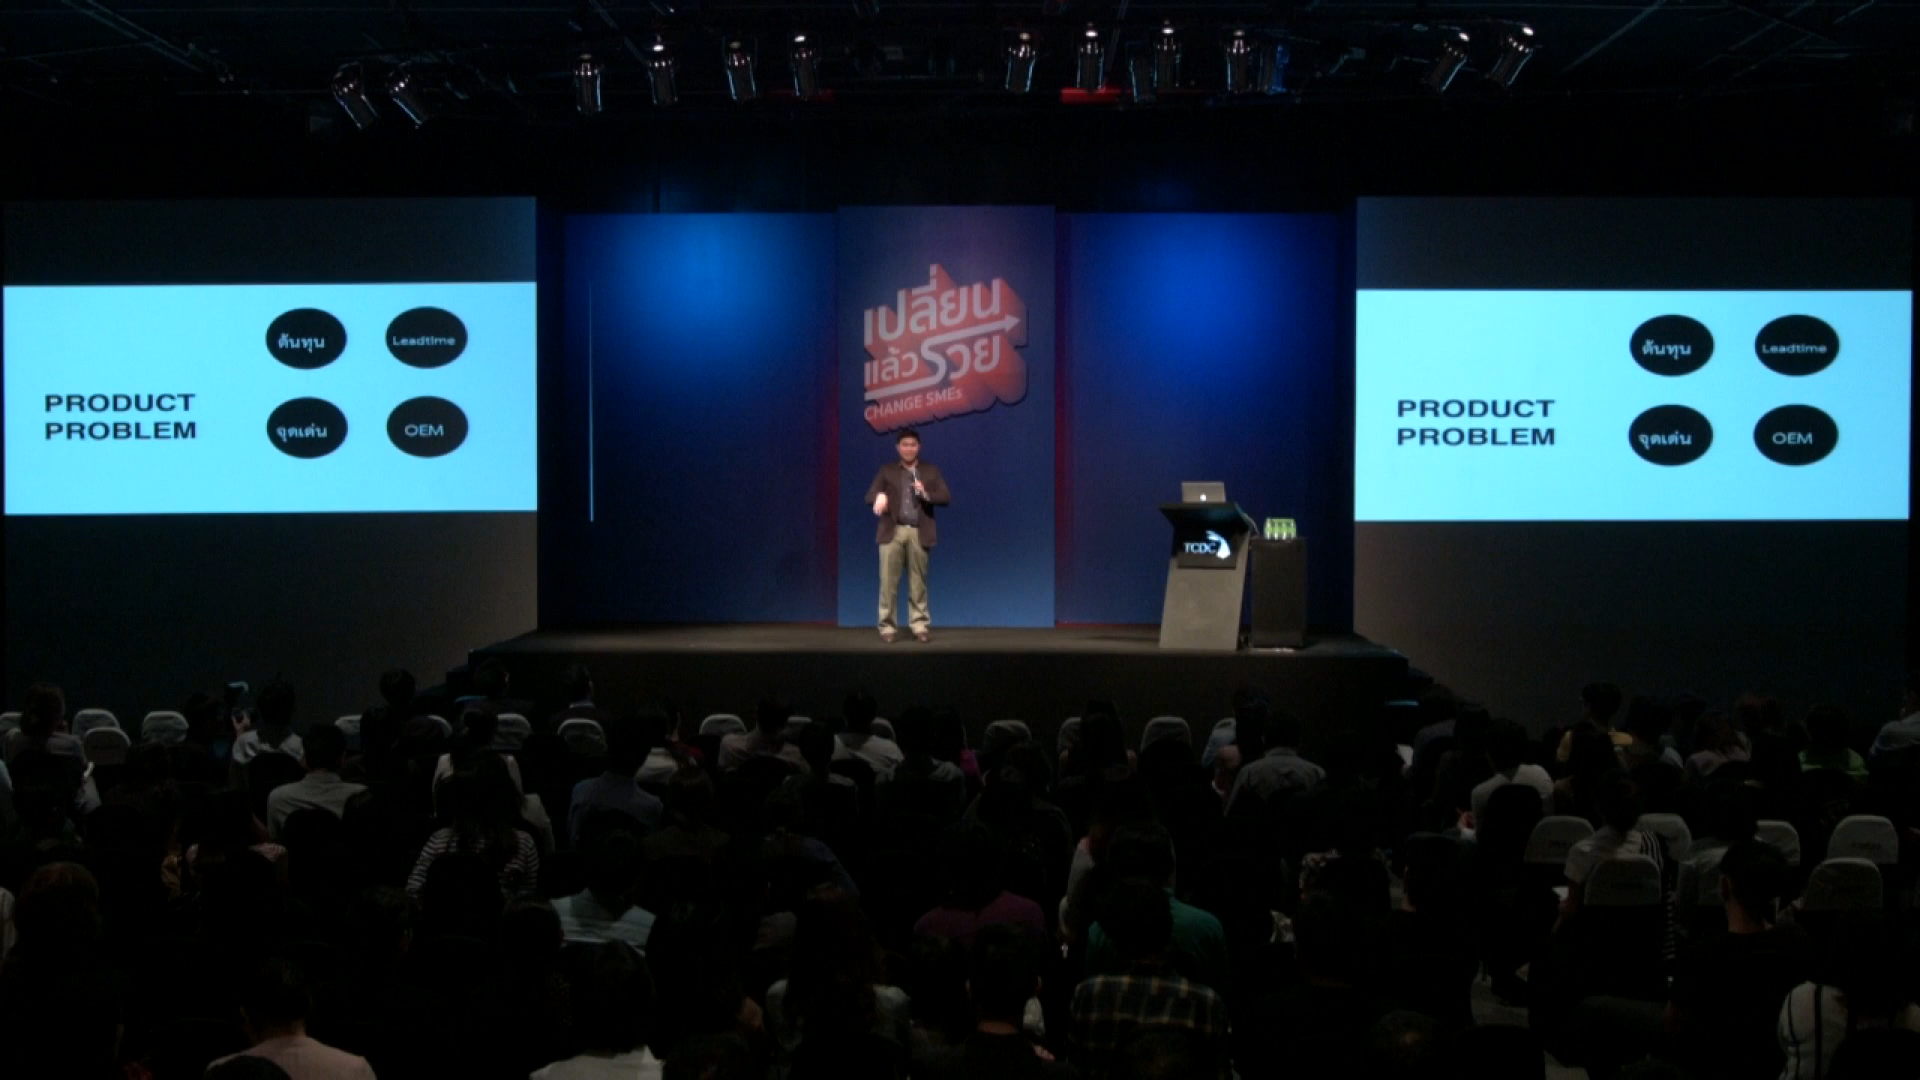 ต้นทุน
Leadtime
PRODUCT
PROBLEM
จุดเด่น
OEM
เปลี่ยน
แล้วรวย
CHANGE SMEs
TCDC
ต้นทุน
Leadtime
PRODUCT
PROBLEM
จุดเด่น
OEM